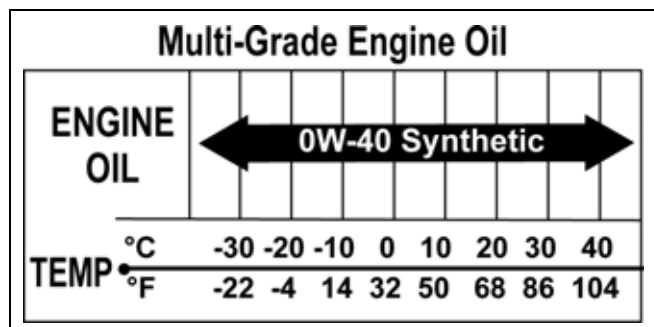 Multi-Grade Engine Oil
ENGINE
OIL
0W-40 Synthetic
TEMP
°C -30 -20 -10 0 10 20 30 40
°F -22 -4 14 32 50 68 86 104